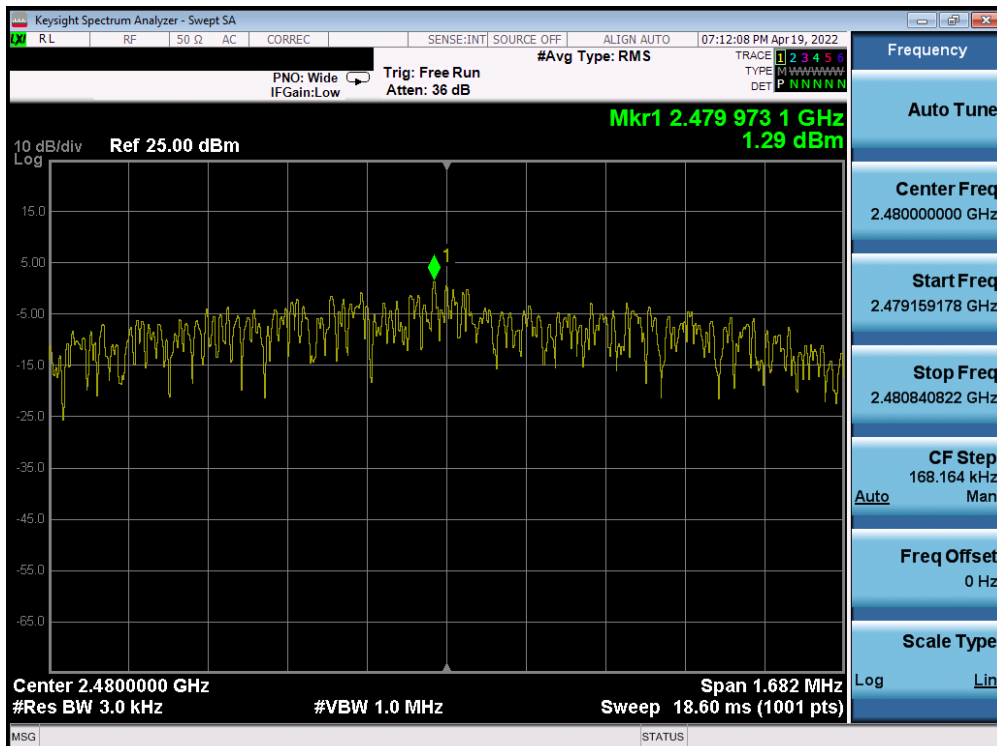 Keysight Spectrum Analyzer - Swept SA
LXI RL RF 50 Ω AC CORREC SENSE:INT SOURCE OFF ALIGN AUTO 07:12:08 PM Apr 19, 2022
#Avg Type: RMS
TRACE 1 2 3 4 5 6
PNO: Wide Trig: Free Run
TYPE M W W W W W
IFGain:Low Atten: 36 dB
DET P N N N N N
Mkr1 2.479 973 1 GHz
1.29 dBm
10 dB/div Ref 25.00 dBm
Log
15.0
5.00
1
-5.00
-15.0
-25.0
-35.0
-45.0
-55.0
-65.0
Center 2.4800000 GHz Span 1.682 MHz
#Res BW 3.0 kHz #VBW 1.0 MHz Sweep 18.60 ms (1001 pts)
MSG STATUS
Frequency
Auto Tune
Center Freq
2.480000000 GHz
Start Freq
2.479159178 GHz
Stop Freq
2.480840822 GHz
CF Step
168.164 kHz
Auto Man
Freq Offset
0 Hz
Scale Type
Log Lin